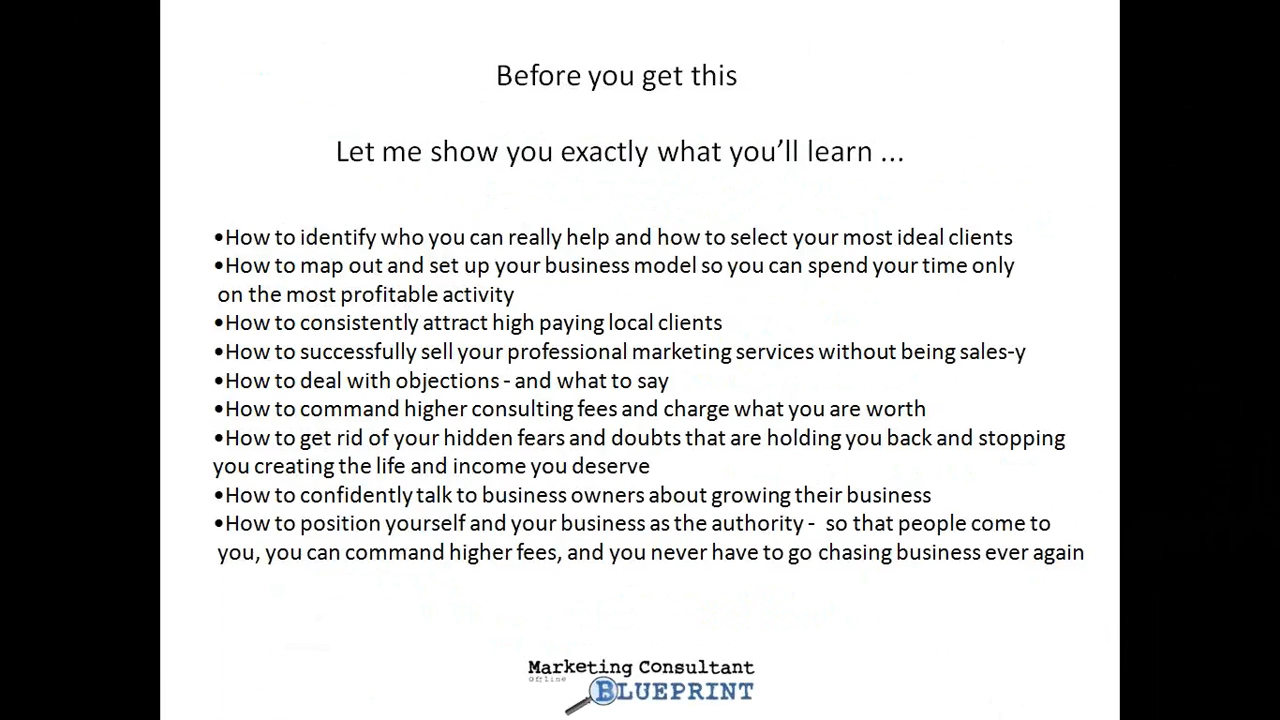 Before you get this
Let me show you exactly what you’ll learn ...
•How to identify who you can really help and how to select your most ideal clients
•How to map out and set up your business model so you can spend your time only
on the most profitable activity
•How to consistently attract high paying local clients
•How to successfully sell your professional marketing services without being sales-y
•How to deal with objections - and what to say
•How to command higher consulting fees and charge what you are worth
•How to get rid of your hidden fears and doubts that are holding you back and stopping
you creating the life and income you deserve
•How to confidently talk to business owners about growing their business
•How to position yourself and your business as the authority - so that people come to
you, you can command higher fees, and you never have to go chasing business ever again
Marketing Consultant
Offline
BLUEPRINT